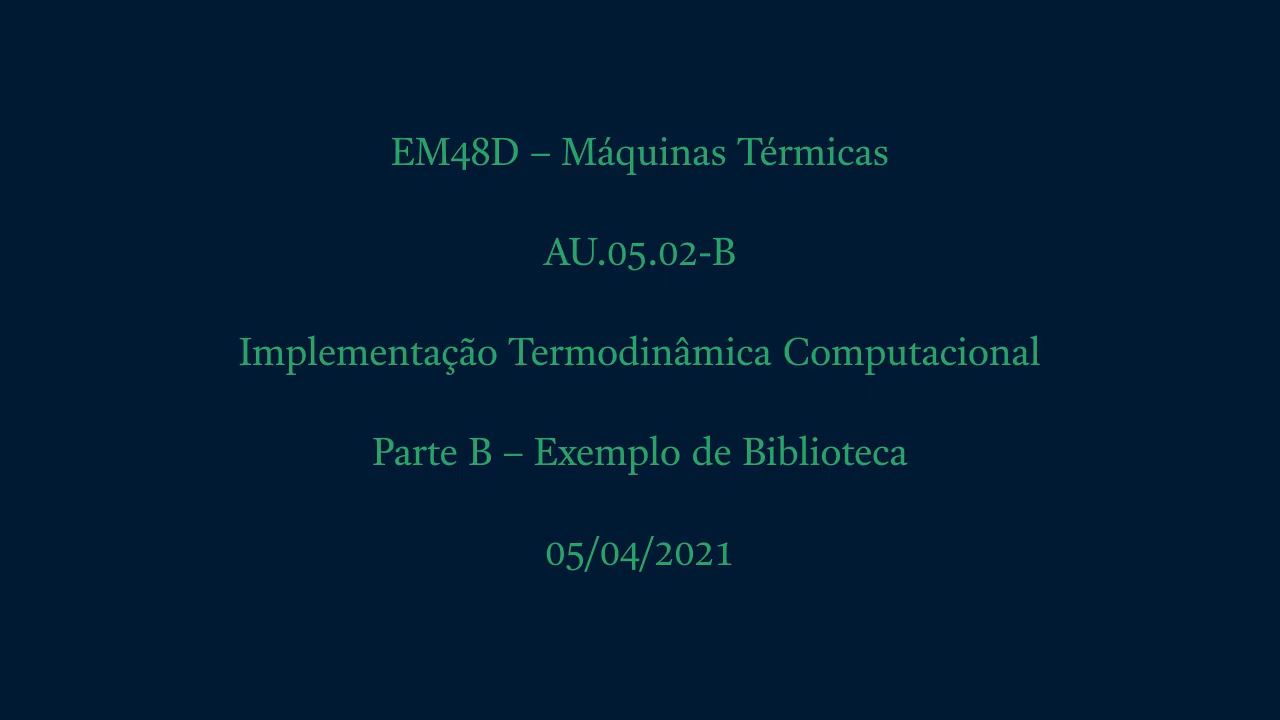 EM48D – Máquinas Térmicas
AU.05.02-B
Implementação Termodinâmica Computacional
Parte B – Exemplo de Biblioteca
05/04/2021